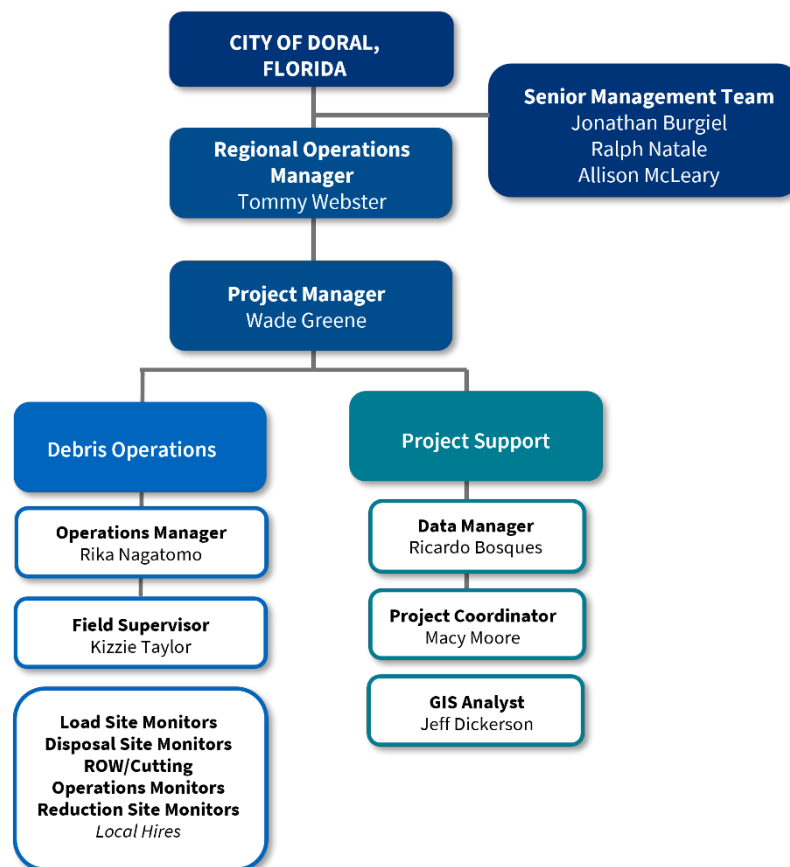 CITY OF DORAL,
FLORIDA
Senior Management Team
Jonathan Burgiel
Ralph Natale
Allison McLeary
Regional Operations
Manager
Tommy Webster
Project Manager
Wade Greene
Debris Operations
Project Support
Operations Manager
Rika Nagatomo
Data Manager
Ricardo Bosques
Field Supervisor
Kizzie Taylor
Project Coordinator
Macy Moore
GIS Analyst
Jeff Dickerson
Load Site Monitors
Disposal Site Monitors
ROW/Cutting
Operations Monitors
Reduction Site Monitors
Local Hires